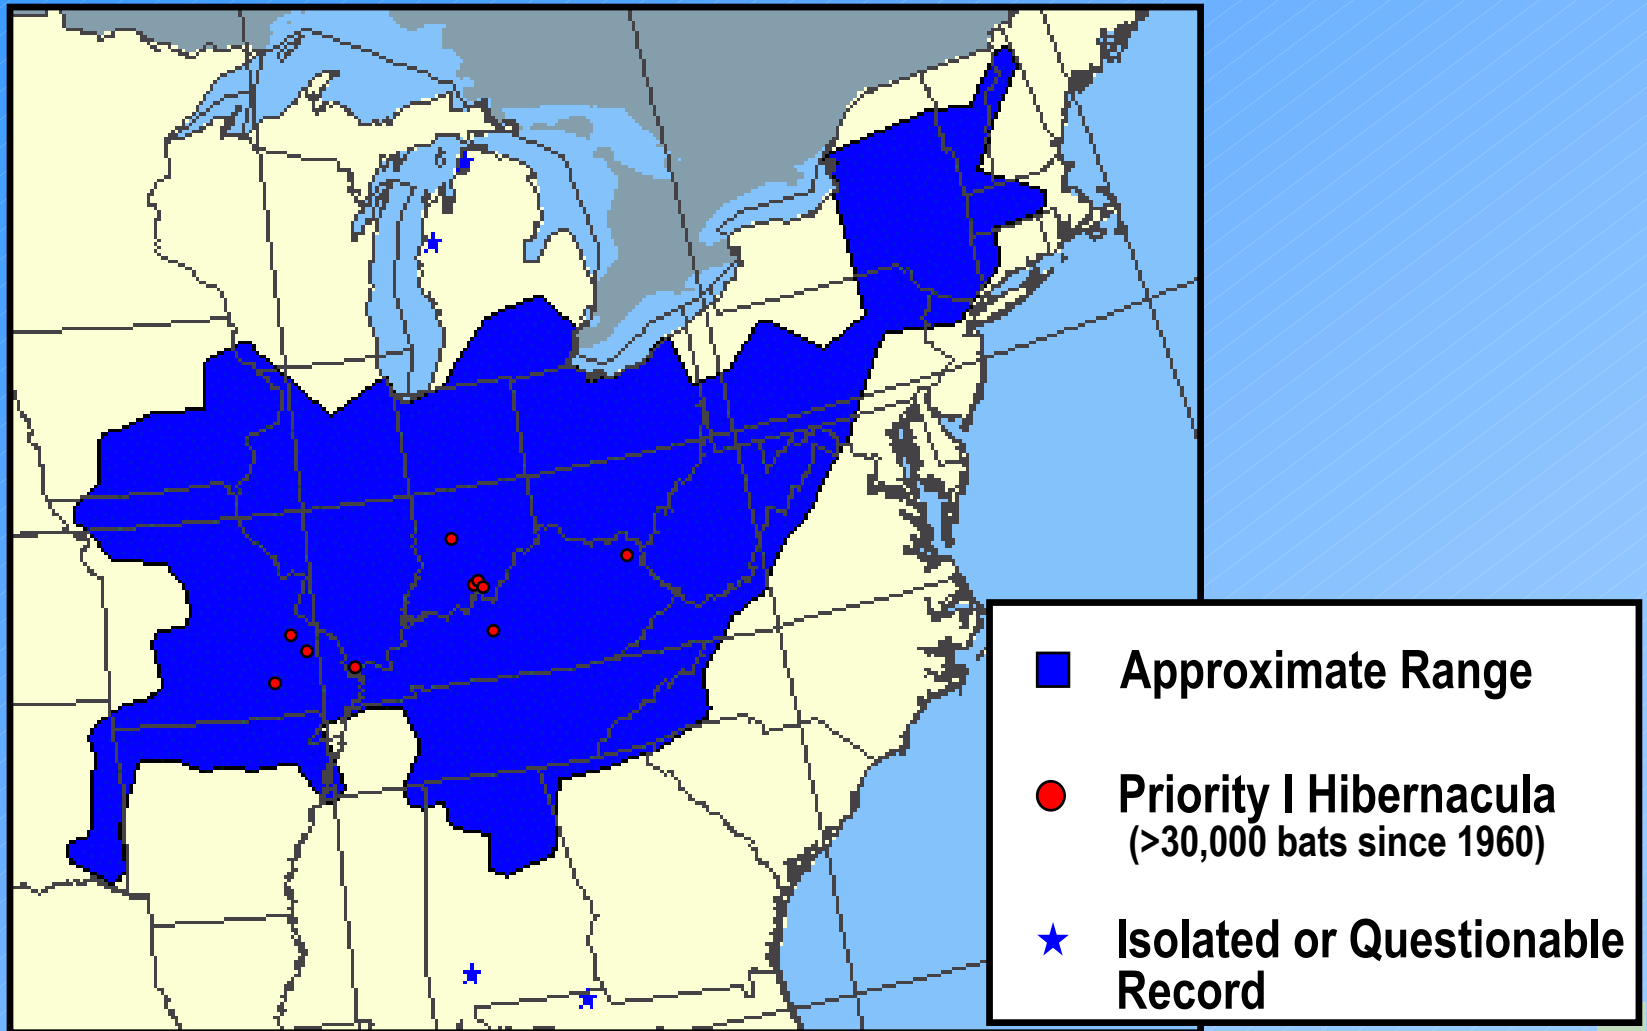 Approximate Range
Priority I Hibernacula
(>30,000 bats since 1960)
Isolated or Questionable
Record